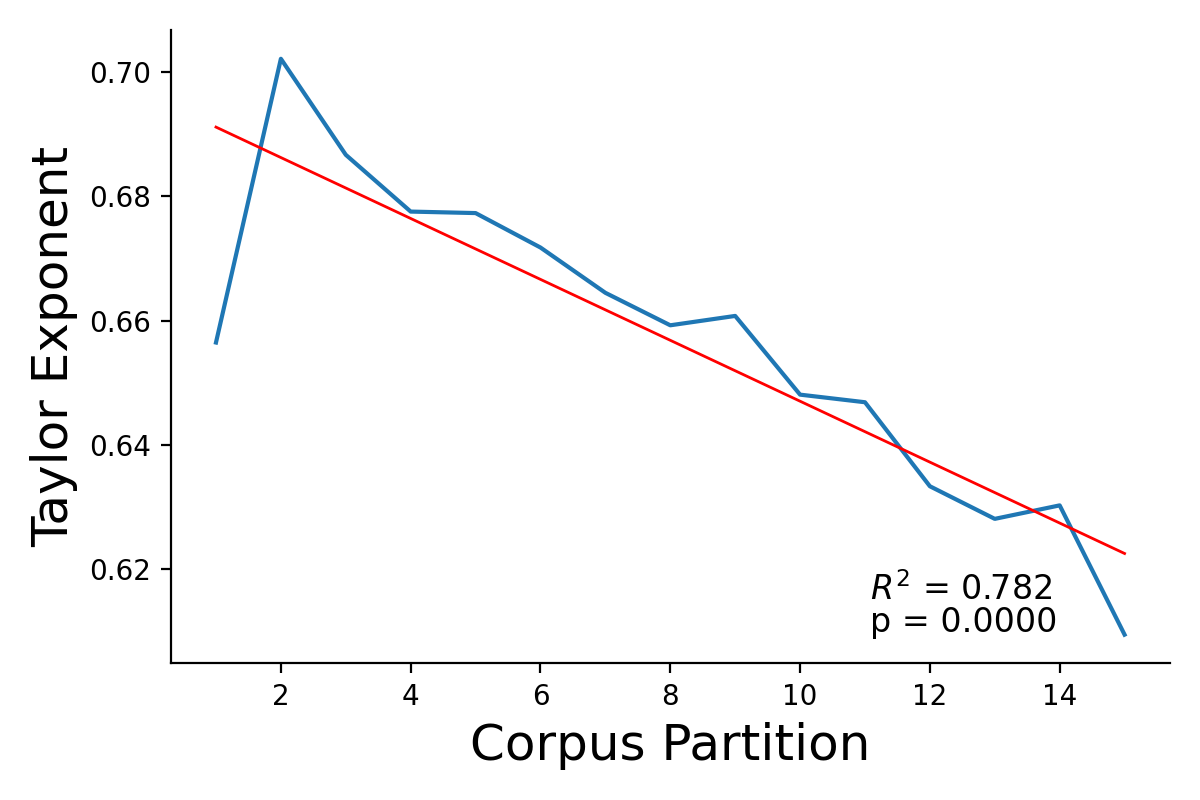 0.70
0.68
0.66
0.64
0.62
Taylor Exponent
R² = 0.782
p = 0.0000
2 4 6 8 10 12 14
Corpus Partition